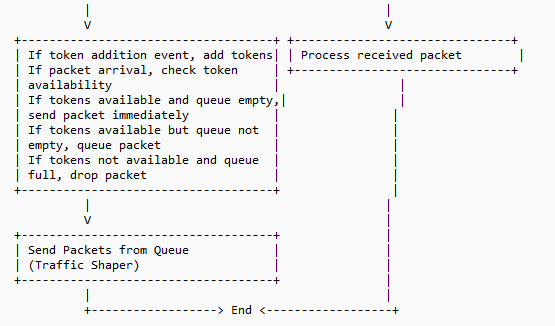 If token addition event, add tokens
Process received packet
If packet arrival, check token
availability
If tokens available and queue empty,
send packet immediately
If tokens available but queue not
empty, queue packet
If tokens not available and queue
full, drop packet
Send Packets from Queue
(Traffic Shaper)
End